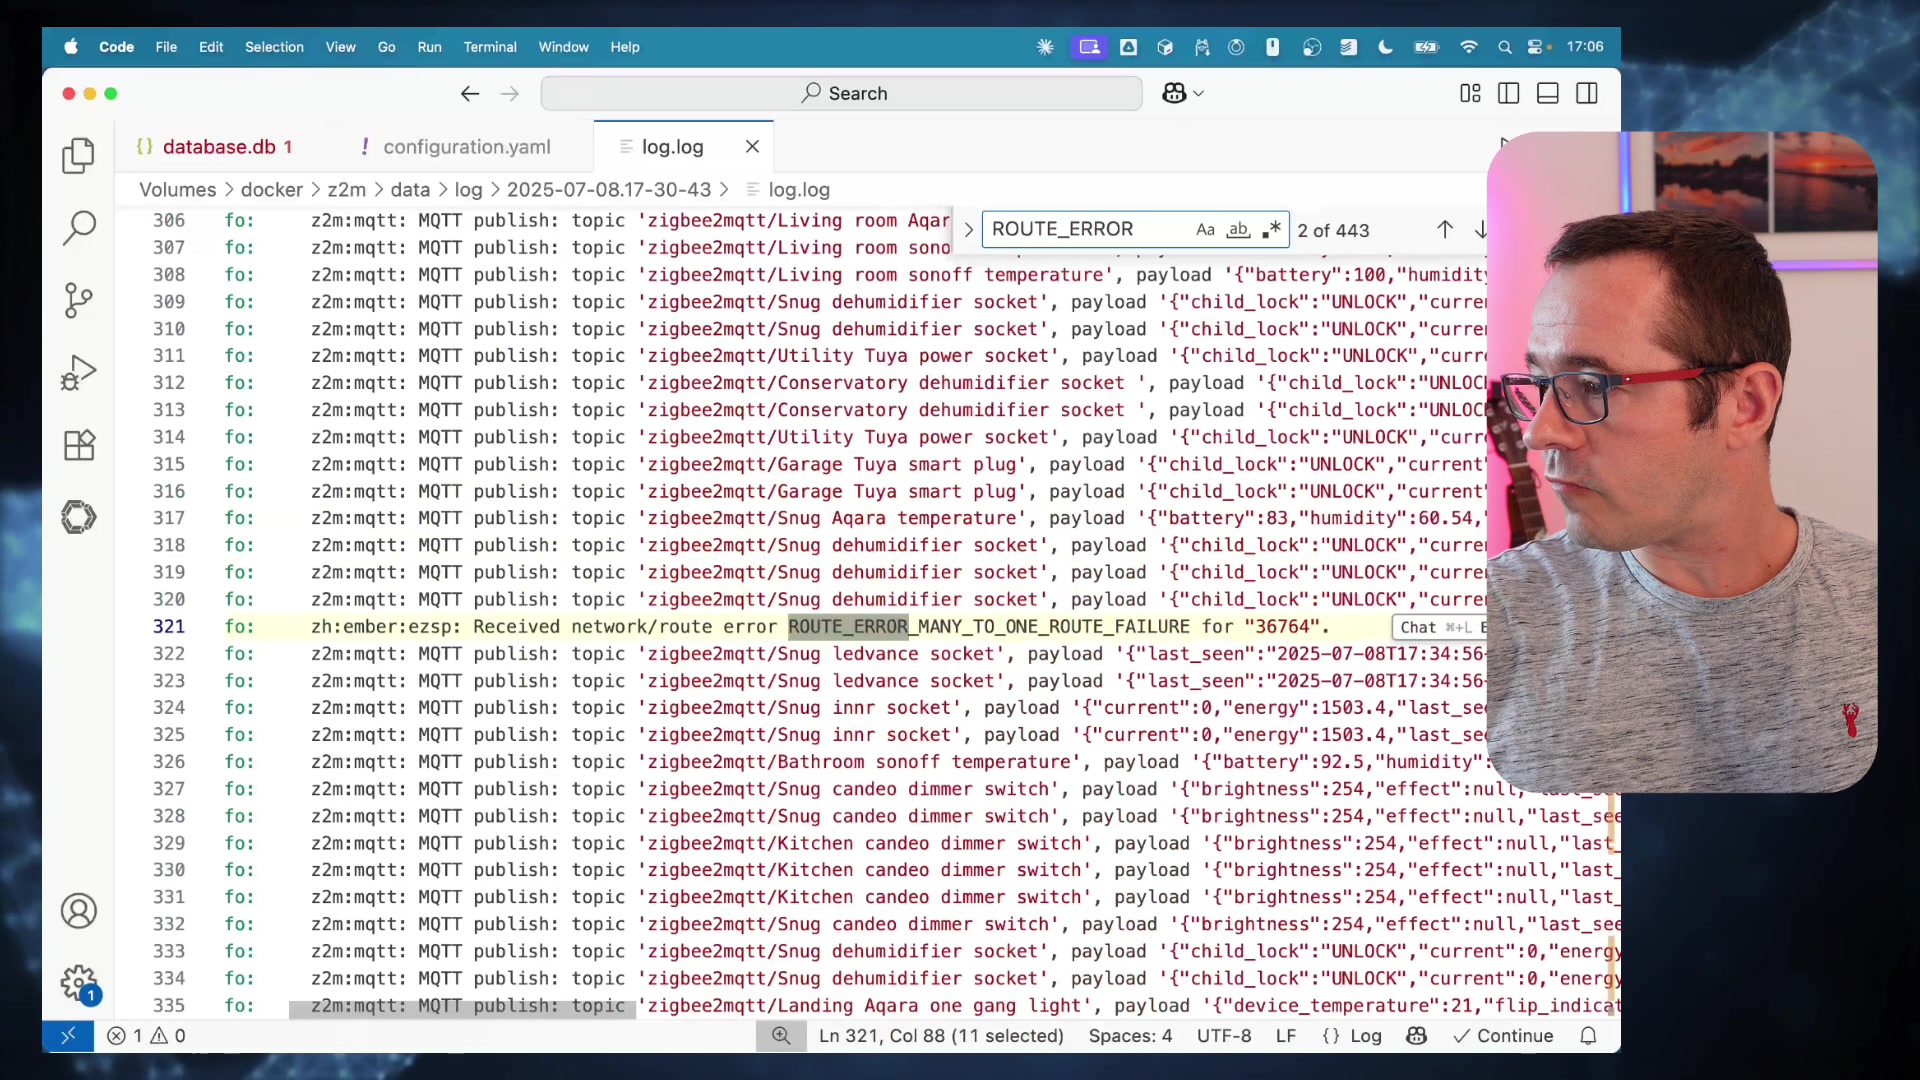 Code File Edit Selection View Go Run Terminal Window Help 17:06
Search
database.db 1 configuration.yaml log.log
Volumes > docker > z2m > data > log > 2025-07-08.17-30-43 > log.log
ROUTE_ERROR Aa ab 2 of 443
306 fo: z2m:mqtt: MQTT publish: topic 'zigbee2mqtt/Living room Aqar
307 fo: z2m:mqtt: MQTT publish: topic 'zigbee2mqtt/Living room sono
308 fo: z2m:mqtt: MQTT publish: topic 'zigbee2mqtt/Living room sonoff temperature', payload '{"battery":100,"humidity
309 fo: z2m:mqtt: MQTT publish: topic 'zigbee2mqtt/Snug dehumidifier socket', payload '{"child_lock":"UNLOCK","curre
310 fo: z2m:mqtt: MQTT publish: topic 'zigbee2mqtt/Snug dehumidifier socket', payload '{"child_lock":"UNLOCK","curre
311 fo: z2m:mqtt: MQTT publish: topic 'zigbee2mqtt/Utility Tuya power socket', payload '{"child_lock":"UNLOCK","curre
312 fo: z2m:mqtt: MQTT publish: topic 'zigbee2mqtt/Conservatory dehumidifier socket ', payload '{"child_lock":"UNLOC
313 fo: z2m:mqtt: MQTT publish: topic 'zigbee2mqtt/Conservatory dehumidifier socket ', payload '{"child_lock":"UNLOC
314 fo: z2m:mqtt: MQTT publish: topic 'zigbee2mqtt/Utility Tuya power socket', payload '{"child_lock":"UNLOCK","curre
315 fo: z2m:mqtt: MQTT publish: topic 'zigbee2mqtt/Garage Tuya smart plug', payload '{"child_lock":"UNLOCK","current"
316 fo: z2m:mqtt: MQTT publish: topic 'zigbee2mqtt/Garage Tuya smart plug', payload '{"child_lock":"UNLOCK","current"
317 fo: z2m:mqtt: MQTT publish: topic 'zigbee2mqtt/Snug Aqara temperature', payload '{"battery":83,"humidity":60.54,"
318 fo: z2m:mqtt: MQTT publish: topic 'zigbee2mqtt/Snug dehumidifier socket', payload '{"child_lock":"UNLOCK","curre
319 fo: z2m:mqtt: MQTT publish: topic 'zigbee2mqtt/Snug dehumidifier socket', payload '{"child_lock":"UNLOCK","curre
320 fo: z2m:mqtt: MQTT publish: topic 'zigbee2mqtt/Snug dehumidifier socket', payload '{"child_lock":"UNLOCK","curre
321 fo: zh:ember:ezsp: Received network/route error ROUTE_ERROR_MANY_TO_ONE_ROUTE_FAILURE for "36764". Chat ⌘+L E
322 fo: z2m:mqtt: MQTT publish: topic 'zigbee2mqtt/Snug ledvance socket', payload '{"last_seen":"2025-07-08T17:34:56
323 fo: z2m:mqtt: MQTT publish: topic 'zigbee2mqtt/Snug ledvance socket', payload '{"last_seen":"2025-07-08T17:34:56
324 fo: z2m:mqtt: MQTT publish: topic 'zigbee2mqtt/Snug innr socket', payload '{"current":0,"energy":1503.4,"last_see
325 fo: z2m:mqtt: MQTT publish: topic 'zigbee2mqtt/Snug innr socket', payload '{"current":0,"energy":1503.4,"last_see
326 fo: z2m:mqtt: MQTT publish: topic 'zigbee2mqtt/Bathroom sonoff temperature', payload '{"battery":92.5,"humidity":
327 fo: z2m:mqtt: MQTT publish: topic 'zigbee2mqtt/Snug candeo dimmer switch', payload '{"brightness":254,"effect":null,"last_see
328 fo: z2m:mqtt: MQTT publish: topic 'zigbee2mqtt/Snug candeo dimmer switch', payload '{"brightness":254,"effect":null,"last_see
329 fo: z2m:mqtt: MQTT publish: topic 'zigbee2mqtt/Kitchen candeo dimmer switch', payload '{"brightness":254,"effect":null,"last_
330 fo: z2m:mqtt: MQTT publish: topic 'zigbee2mqtt/Kitchen candeo dimmer switch', payload '{"brightness":254,"effect":null,"last_
331 fo: z2m:mqtt: MQTT publish: topic 'zigbee2mqtt/Kitchen candeo dimmer switch', payload '{"brightness":254,"effect":null,"last_
332 fo: z2m:mqtt: MQTT publish: topic 'zigbee2mqtt/Snug candeo dimmer switch', payload '{"brightness":254,"effect":null,"last_see
333 fo: z2m:mqtt: MQTT publish: topic 'zigbee2mqtt/Snug dehumidifier socket', payload '{"child_lock":"UNLOCK","current":0,"energy
334 fo: z2m:mqtt: MQTT publish: topic 'zigbee2mqtt/Snug dehumidifier socket', payload '{"child_lock":"UNLOCK","current":0,"energy
335 fo: z2m:mqtt: MQTT publish: topic 'zigbee2mqtt/Landing Aqara one gang light', payload '{"device_temperature":21,"flip_indicat
1
1 0 Ln 321, Col 88 (11 selected) Spaces: 4 UTF-8 LF {} Log Continue